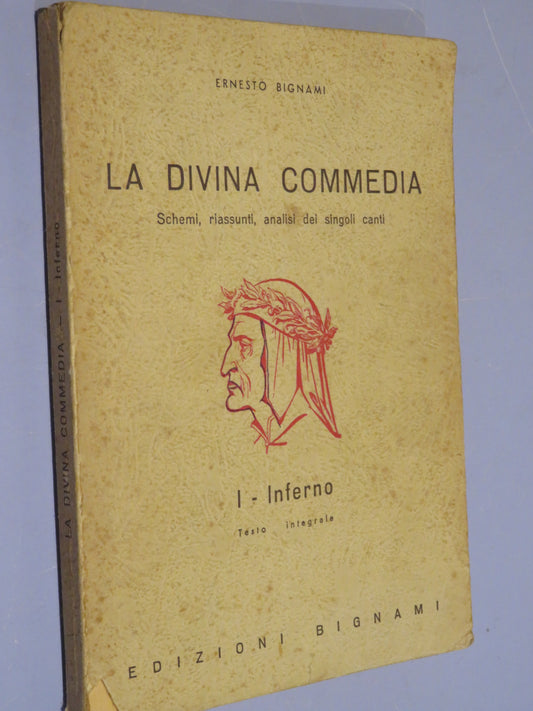 ERNESTO BIGNAMI
LA DIVINA COMMEDIA
Schemi, riassunti, analisi dei singoli canti
I - Inferno
Testo integrale
EDIZIONI BIGNAMI
LA DIVINA COMMEDIA — I - Inferno